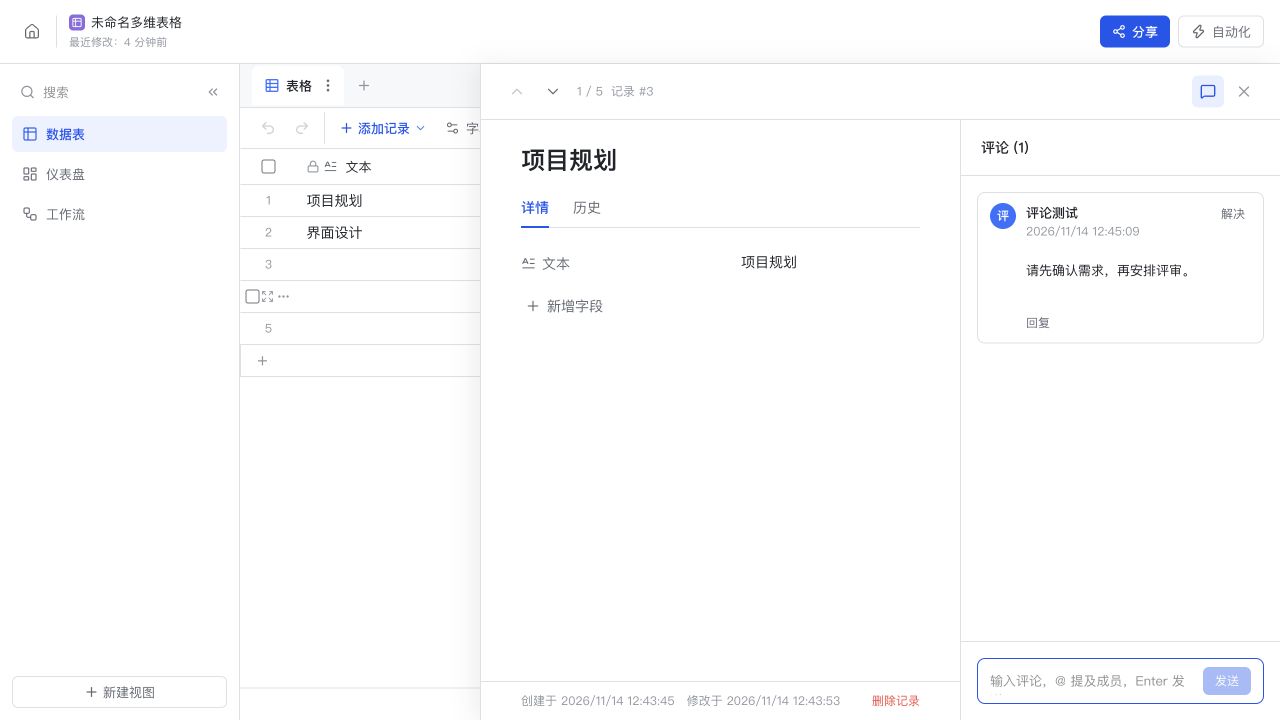 未命名多维表格
最近修改：4 分钟前
分享
自动化
搜索
数据表
仪表盘
工作流
新建视图
表格
添加记录
字
文本
1 项目规划
2 界面设计
3
5
1 / 5 记录 #3
项目规划
详情 历史
文本 项目规划
新增字段
创建于 2026/11/14 12:43:45 修改于 2026/11/14 12:43:53 删除记录
评论 (1)
评 评论测试 解决
2026/11/14 12:45:09
请先确认需求，再安排评审。
回复
输入评论，@ 提及成员，Enter 发
发送